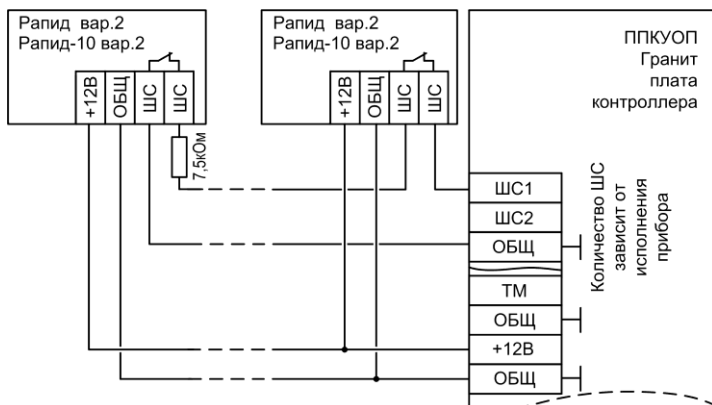 Рапид вар.2
Рапид-10 вар.2
+12В
ОБЩ
ШС
ШС
7,5кОм
Рапид вар.2
Рапид-10 вар.2
+12В
ОБЩ
ШС
ШС
ППКУОП
Гранит
плата
контроллера
ШС1
ШС2
ОБЩ
ТМ
ОБЩ
+12В
ОБЩ
Количество ШС
зависит от
исполнения
прибора